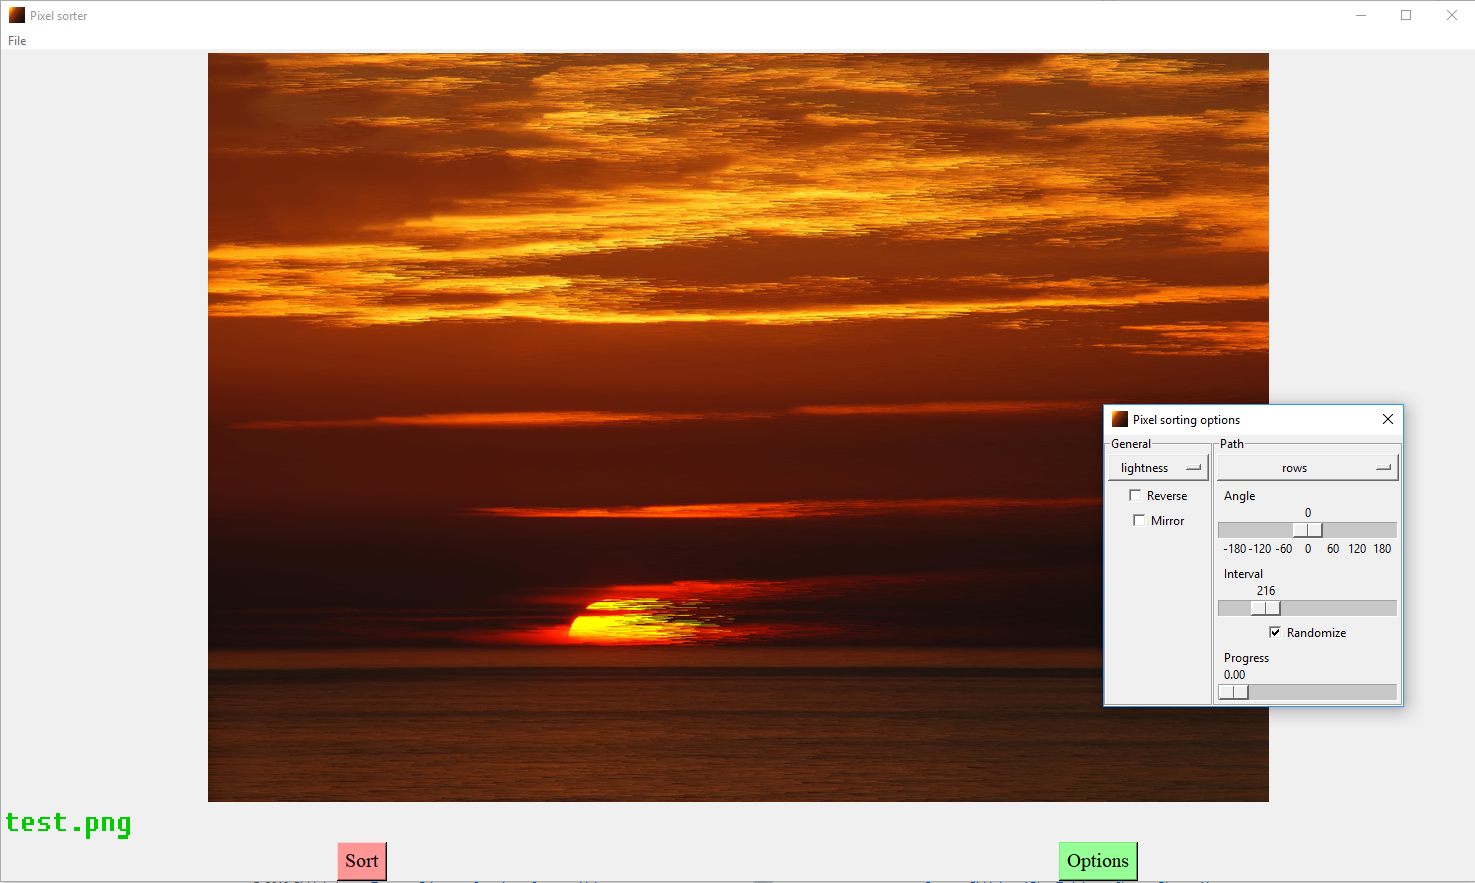 Pixel sorter
File
Pixel sorting options
General
lightness
Reverse
Mirror
Path
rows
Angle
0
-180 -120 -60 0 60 120 180
Interval
216
Randomize
Progress
0.00
test.png
Sort
Options